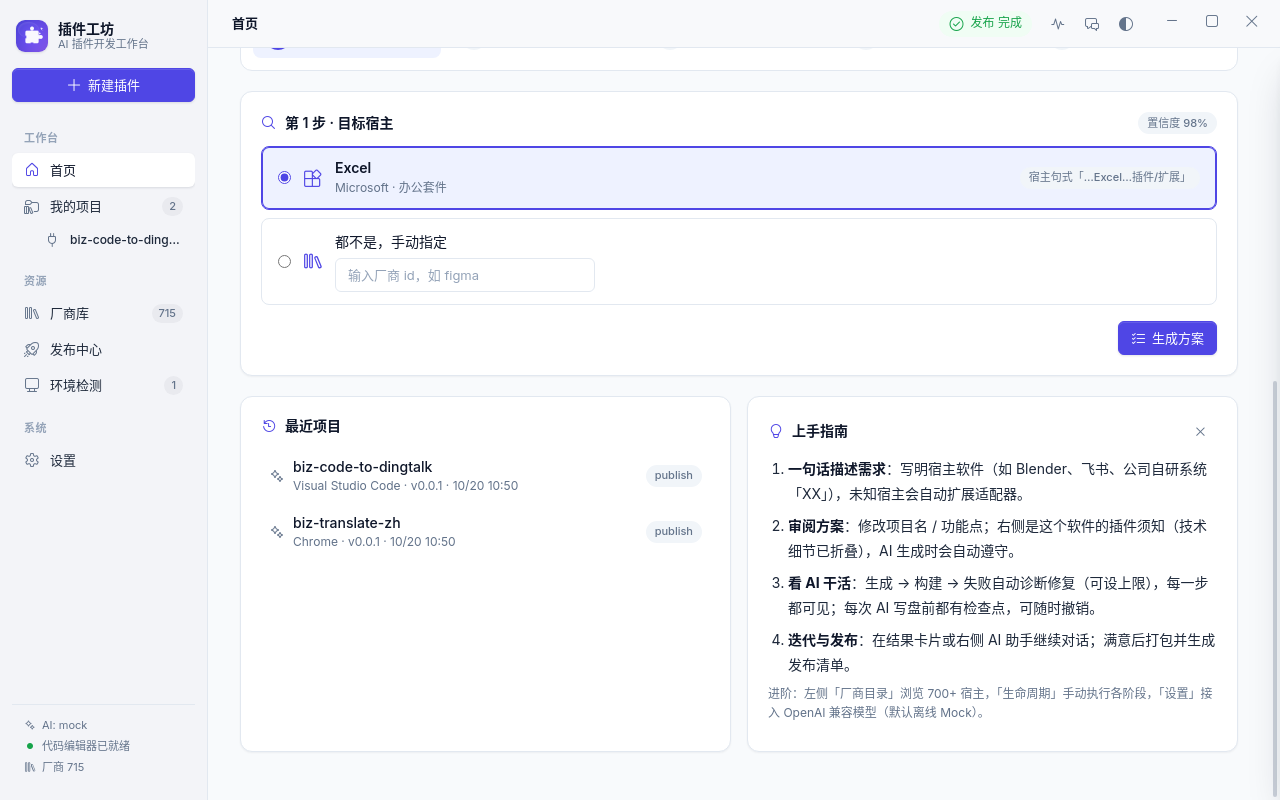 插件工坊
AI 插件开发工作台
新建插件
工作台
首页
我的项目 2
biz-code-to-ding...
资源
厂商库 715
发布中心
环境检测 1
系统
设置
AI: mock
代码编辑器已就绪
厂商 715
首页
发布 完成
第 1 步 · 目标宿主
置信度 98%
Excel
Microsoft · 办公套件
宿主句式「...Excel...插件/扩展」
都不是，手动指定
输入厂商 id，如 figma
生成方案
最近项目
biz-code-to-dingtalk
Visual Studio Code · v0.0.1 · 10/20 10:50
publish
biz-translate-zh
Chrome · v0.0.1 · 10/20 10:50
publish
上手指南
1. 一句话描述需求：写明宿主软件（如 Blender、飞书、公司自研系统
「XX」），未知宿主会自动扩展适配器。
2. 审阅方案：修改项目名 / 功能点；右侧是这个软件的插件须知（技术
细节已折叠），AI 生成时会自动遵守。
3. 看 AI 干活：生成 → 构建 → 失败自动诊断修复（可设上限），每一步
都可见；每次 AI 写盘前都有检查点，可随时撤销。
4. 迭代与发布：在结果卡片或右侧 AI 助手继续对话；满意后打包并生成
发布清单。
进阶：左侧「厂商目录」浏览 700+ 宿主，「生命周期」手动执行各阶段，「设置」接
入 OpenAI 兼容模型（默认离线 Mock）。